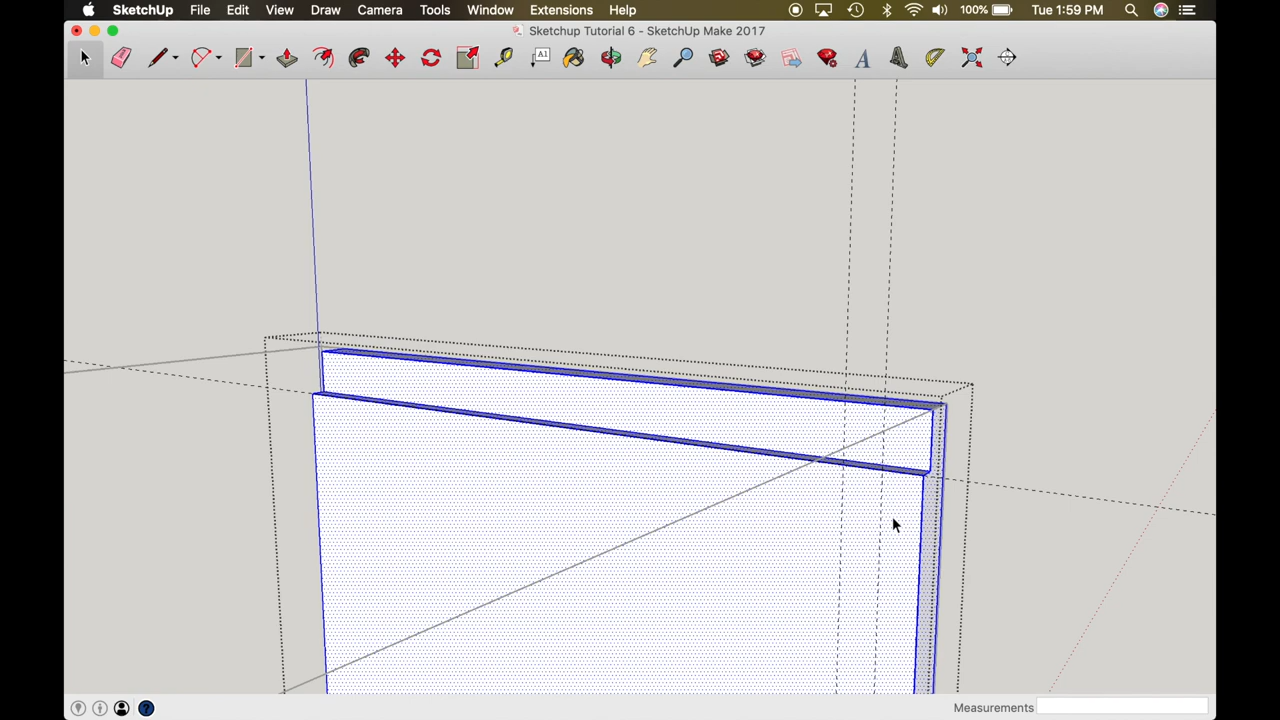 SketchUp File Edit View Draw Camera Tools Window Extensions Help 100% Tue 1:59 PM
Sketchup Tutorial 6 - SketchUp Make 2017
A1
A
Measurements
?